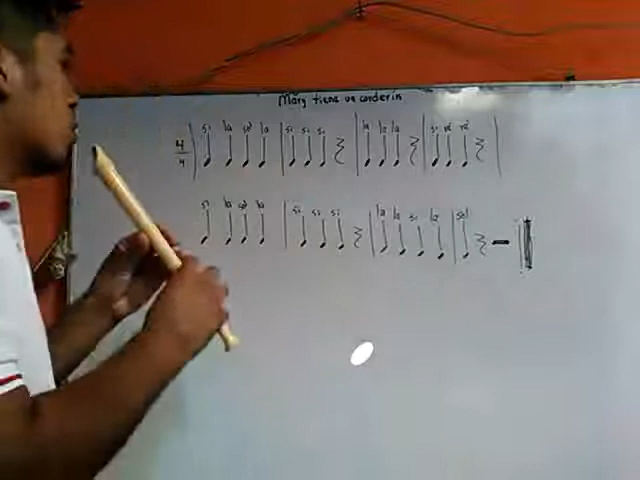 Mary tiene un corderín
4/4 si la sol la si si si la la la si re re
si la sol la si si si la la si la sol